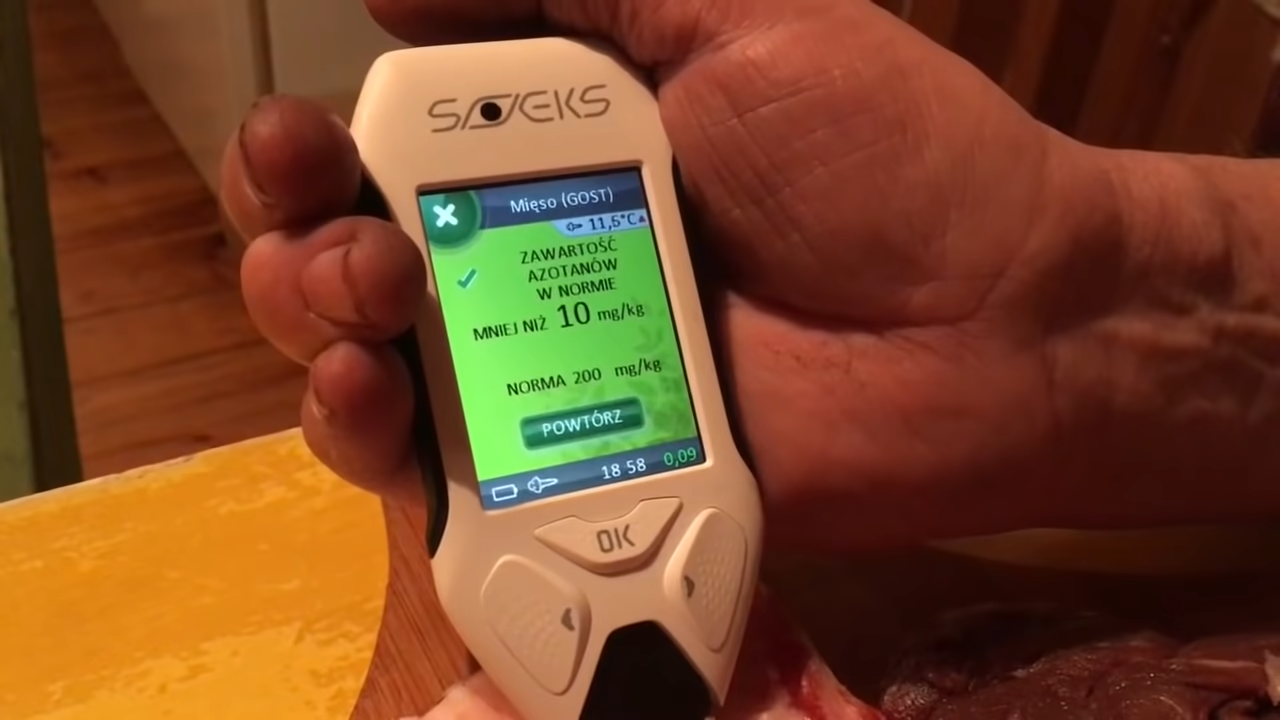 SOEKS
Mięso (GOST)
11,5°C
ZAWARTOŚĆ
AZOTANÓW
W NORMIE
MNIEJ NIŻ 10 mg/kg
NORMA 200 mg/kg
POWTÓRZ
18 58 0,09
OK